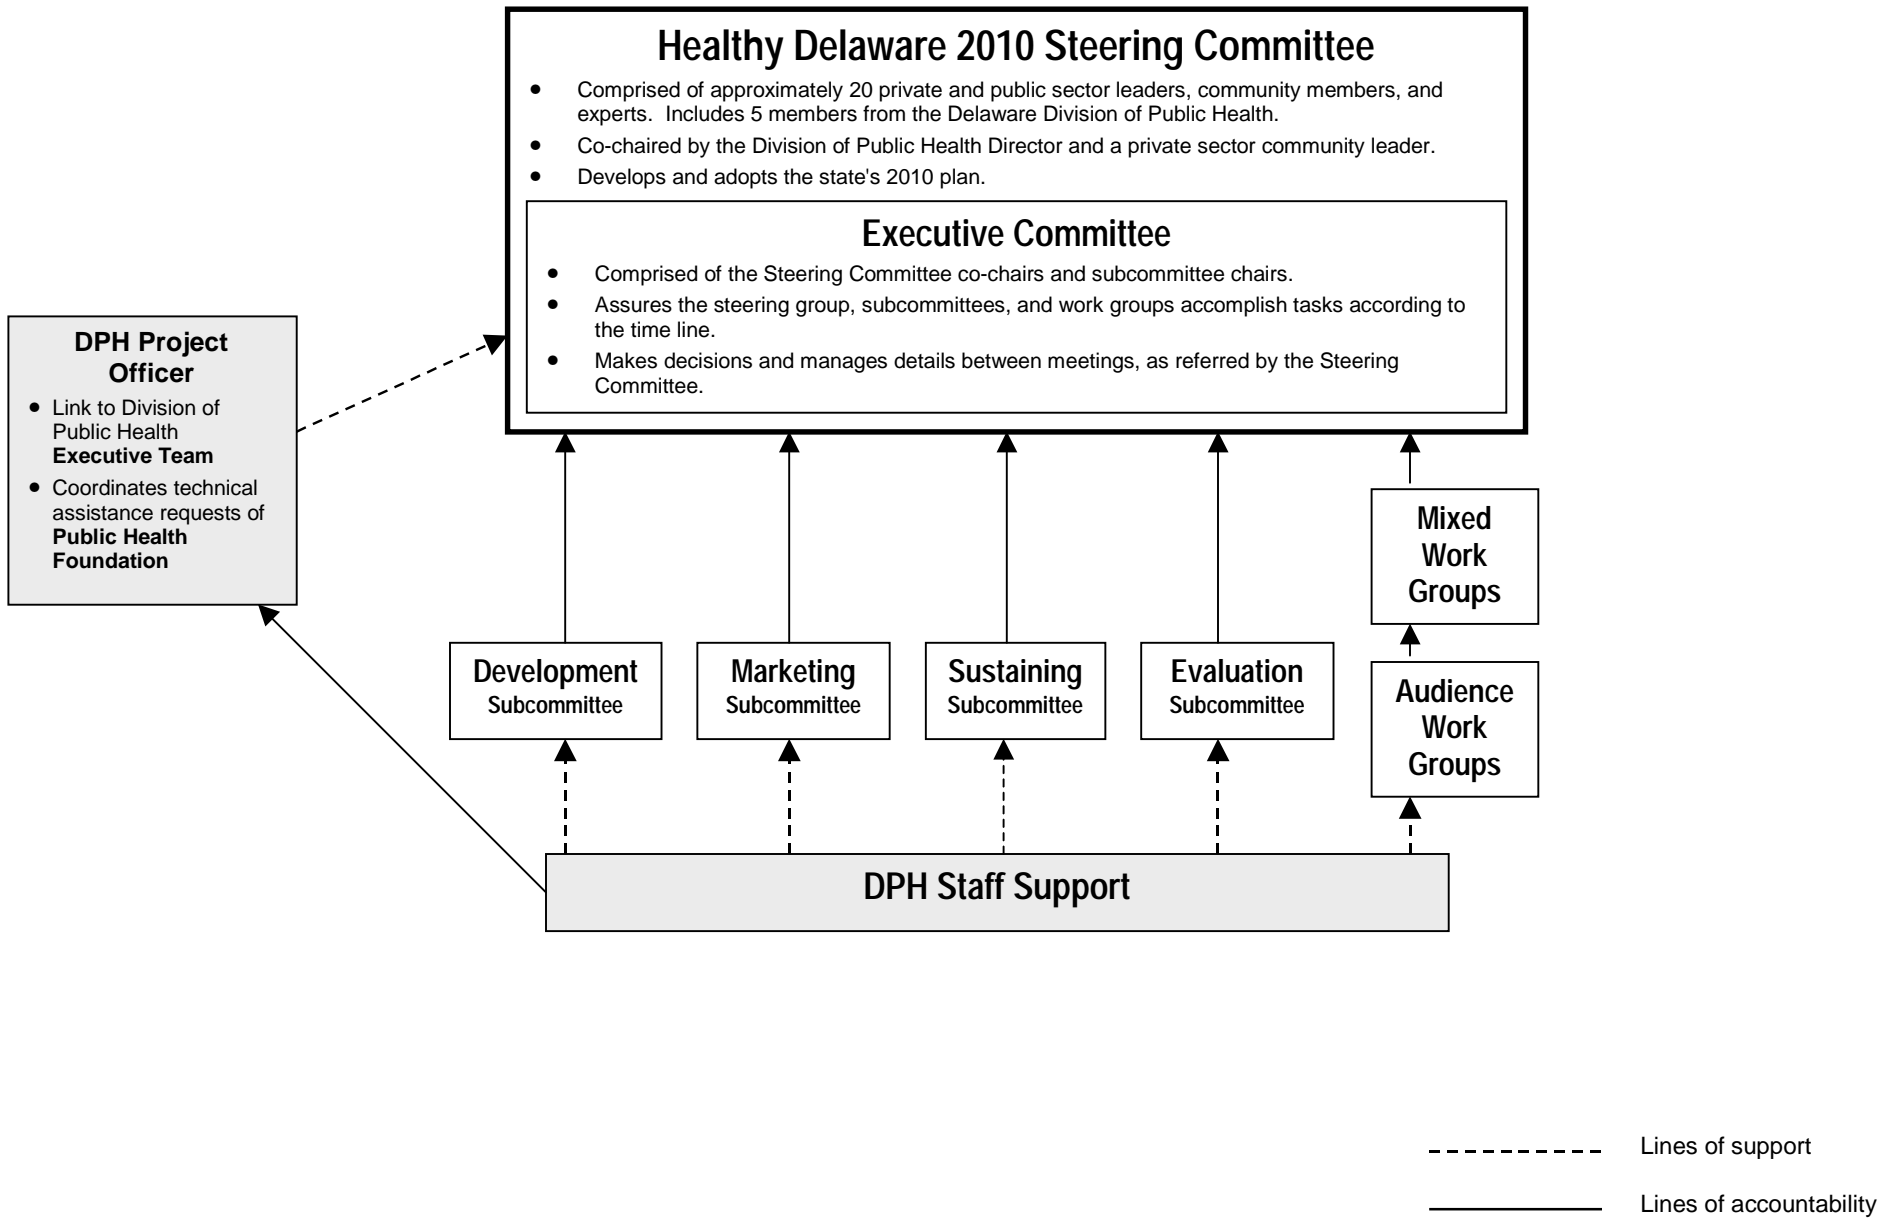 Healthy Delaware 2010 Steering Committee
• Comprised of approximately 20 private and public sector leaders, community members, and
experts.  Includes 5 members from the Delaware Division of Public Health.
• Co-chaired by the Division of Public Health Director and a private sector community leader.
• Develops and adopts the state's 2010 plan.
Executive Committee
• Comprised of the Steering Committee co-chairs and subcommittee chairs.
• Assures the steering group, subcommittees, and work groups accomplish tasks according to
the time line.
• Makes decisions and manages details between meetings, as referred by the Steering
Committee.
DPH Project
Officer
• Link to Division of
Public Health
Executive Team
• Coordinates technical
assistance requests of
Public Health
Foundation
Mixed
Work
Groups
Development
Subcommittee
Marketing
Subcommittee
Sustaining
Subcommittee
Evaluation
Subcommittee
Audience
Work
Groups
DPH Staff Support
Lines of support
Lines of accountability